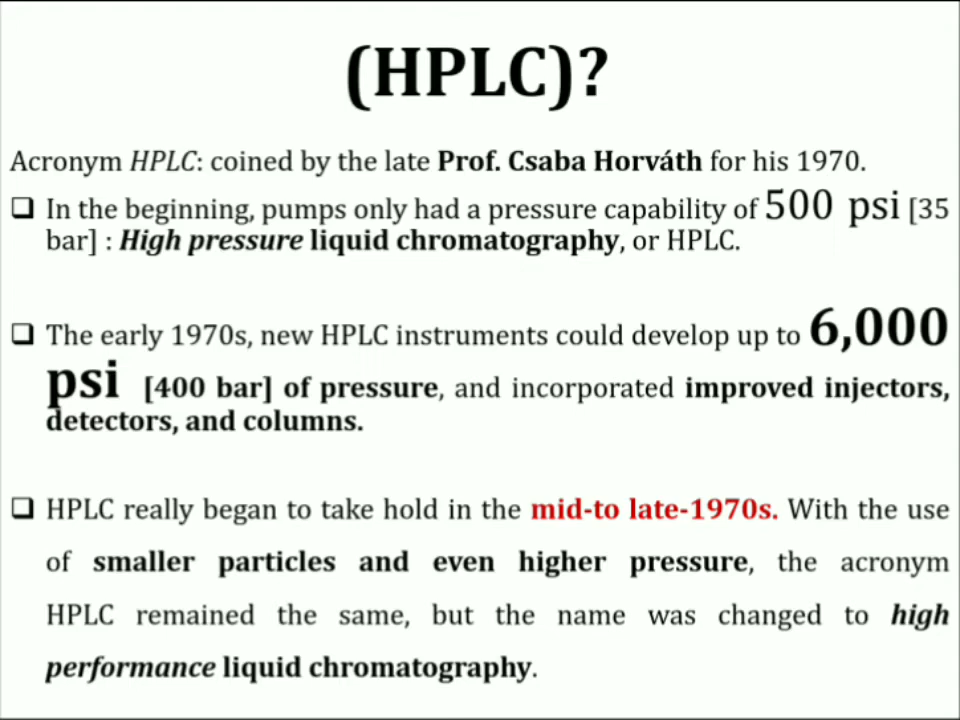 (HPLC)?
Acronym HPLC: coined by the late Prof. Csaba Horváth for his 1970.
❑ In the beginning, pumps only had a pressure capability of 500 psi [35
bar] : High pressure liquid chromatography, or HPLC.
❑ The early 1970s, new HPLC instruments could develop up to 6,000
psi [400 bar] of pressure, and incorporated improved injectors,
detectors, and columns.
❑ HPLC really began to take hold in the mid-to late-1970s. With the use
of smaller particles and even higher pressure, the acronym
HPLC remained the same, but the name was changed to high
performance liquid chromatography.